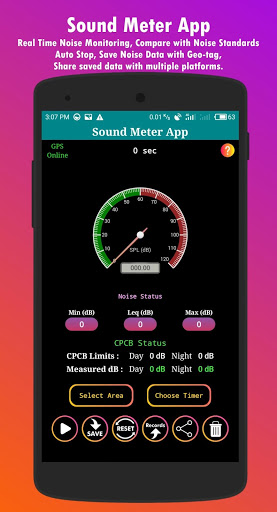 Sound Meter App
Real Time Noise Monitoring, Compare with Noise Standards
Auto Stop, Save Noise Data with Geo-tag,
Share saved data with multiple platforms.
3:07 PM 0.01 % 63
Sound Meter App
GPS
Online
0 sec
?
0 10 20 30 40 50 60 70 80 90 100 110 120
SPL (dB)
000.00
Noise Status
Min (dB) Leq (dB) Max (dB)
0 0 0
CPCB Status
CPCB Limits : Day 0 dB Night 0 dB
Measured dB : Day 0 dB Night 0 dB
Select Area Choose Timer
SAVE RESET Records